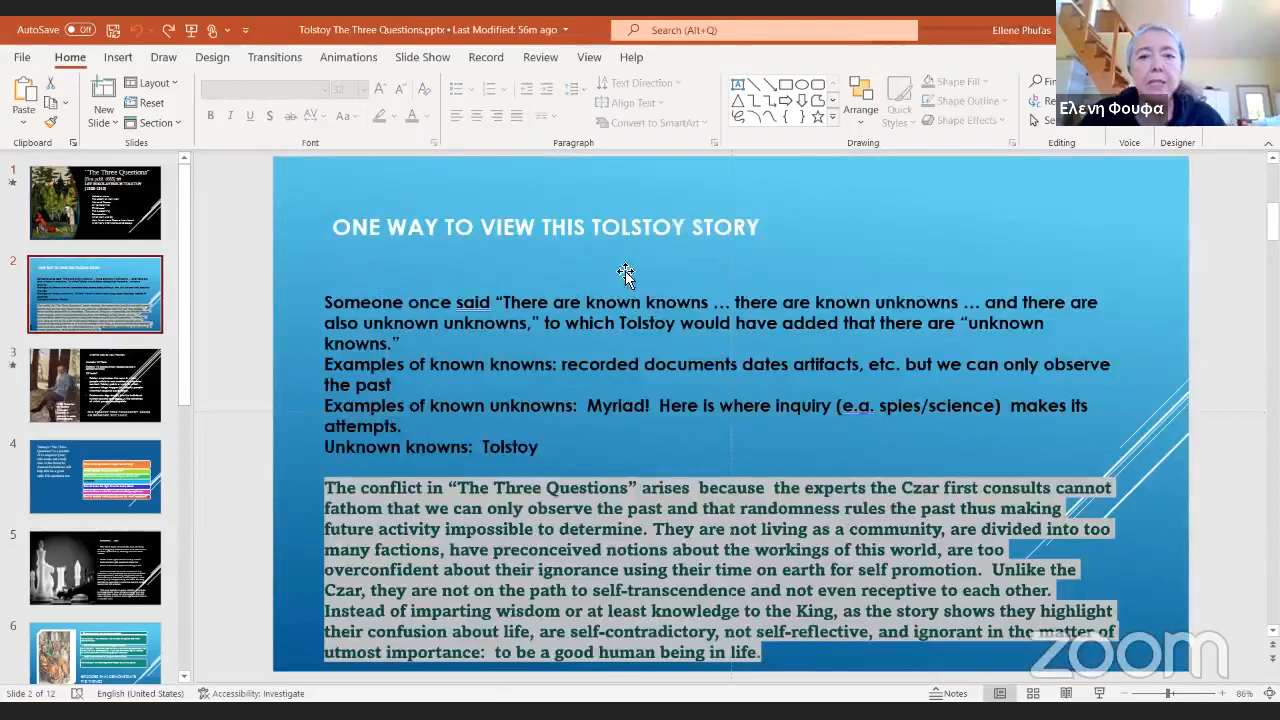 AutoSave Off Tolstoy The Three Questions.pptx • Last Modified: 56m ago Search (Alt+Q) Ellene Phufas
File Home Insert Draw Design Transitions Animations Slide Show Record Review View Help
Layout Text Direction Shape Fill
Reset Align Text Shape Outline
Paste New Slide Section Convert to SmartArt Arrange Quick Styles Shape Effects
Clipboard Slides Font Paragraph Drawing Editing Voice Designer
Ελενη Φουφα
1
"The Three Questions"
2
3
4
5
6
ONE WAY TO VIEW THIS TOLSTOY STORY
Someone once said “There are known knowns … there are known unknowns… and there are
also unknown unknowns,” to which Tolstoy would have added that there are “unknown
knowns.”
Examples of known knowns: recorded documents dates artifacts, etc. but we can only observe
the past
Examples of known unknowns: Myriad! Here is where inquiry (e.g. spies/science) makes its
attempts.
Unknown knowns: Tolstoy
The conflict in “The Three Questions” arises because the experts the Czar first consults cannot
fathom that we can only observe the past and that randomness rules the past thus making
future activity impossible to determine. They are not living as a community, are divided into too
many factions, have preconceived notions about the workings of this world, are too
overconfident about their ignorance using their time on earth for self promotion. Unlike the
Czar, they are not on the path to self-transcendence and not even receptive to each other.
Instead of imparting wisdom or at least knowledge to the King, as the story shows they highlight
their confusion about life, are self-contradictory, not self-reflective, and ignorant in the matter of
utmost importance: to be a good human being in life.
zoom
Slide 2 of 12 English (United States) Accessibility: Investigate Notes 86%